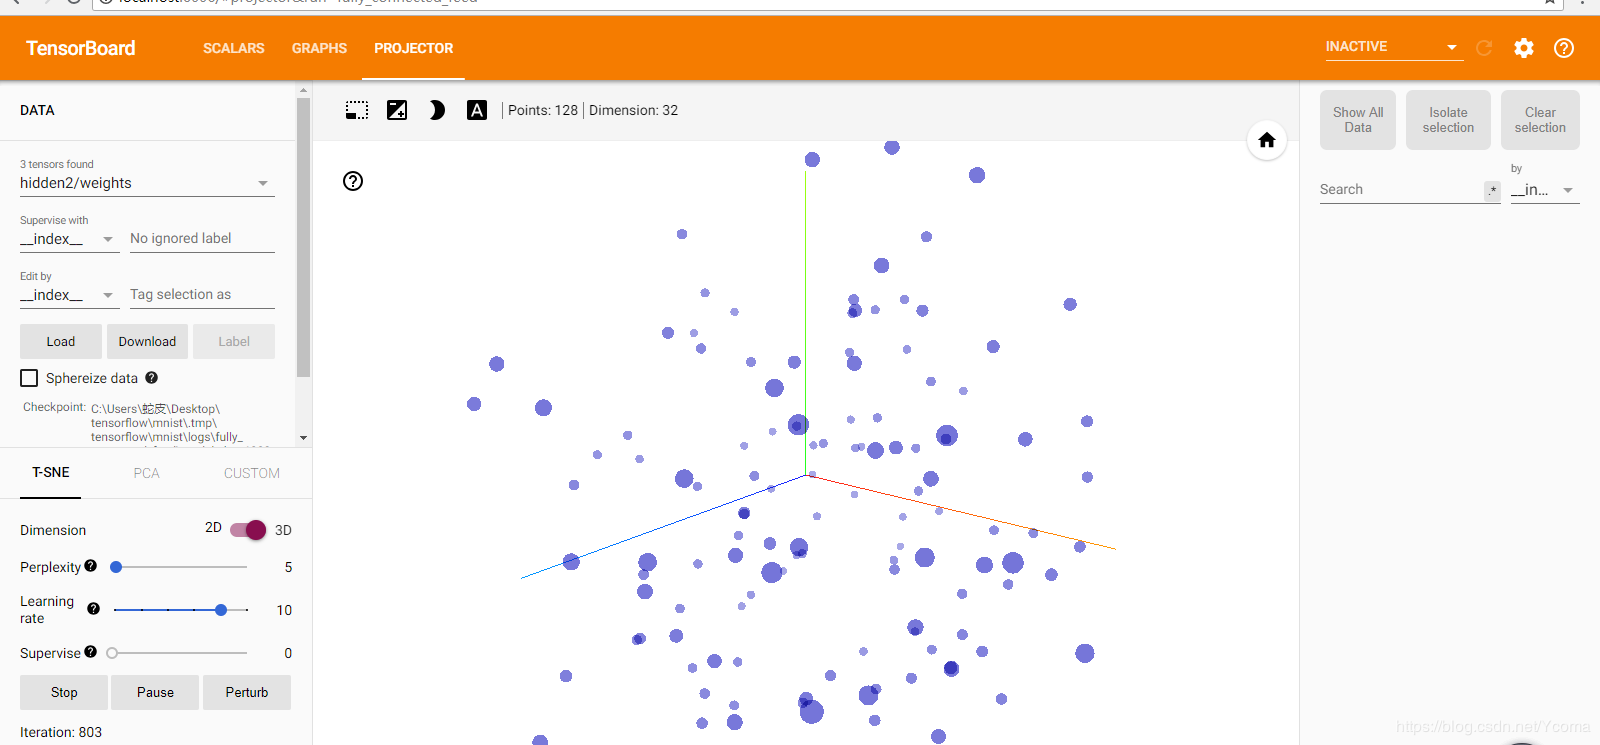 TensorBoard
SCALARS
GRAPHS
PROJECTOR
INACTIVE
DATA
3 tensors found
hidden2/weights
Supervise with
__index__
No ignored label
Edit by
__index__
Tag selection as
Load
Download
Label
Sphereize data
Checkpoint: C:\Users\蛇皮\Desktop\
tensorflow\mnist\.tmp\
tensorflow\mnist\logs\fully_
T-SNE
PCA
CUSTOM
Dimension
2D
3D
Perplexity
5
Learning
rate
10
Supervise
0
Stop
Pause
Perturb
Iteration: 803
A
Points: 128
Dimension: 32
Show All
Data
Isolate
selection
Clear
selection
Search
.*
by
__in...
https://blog.csdn.net/Ycoma